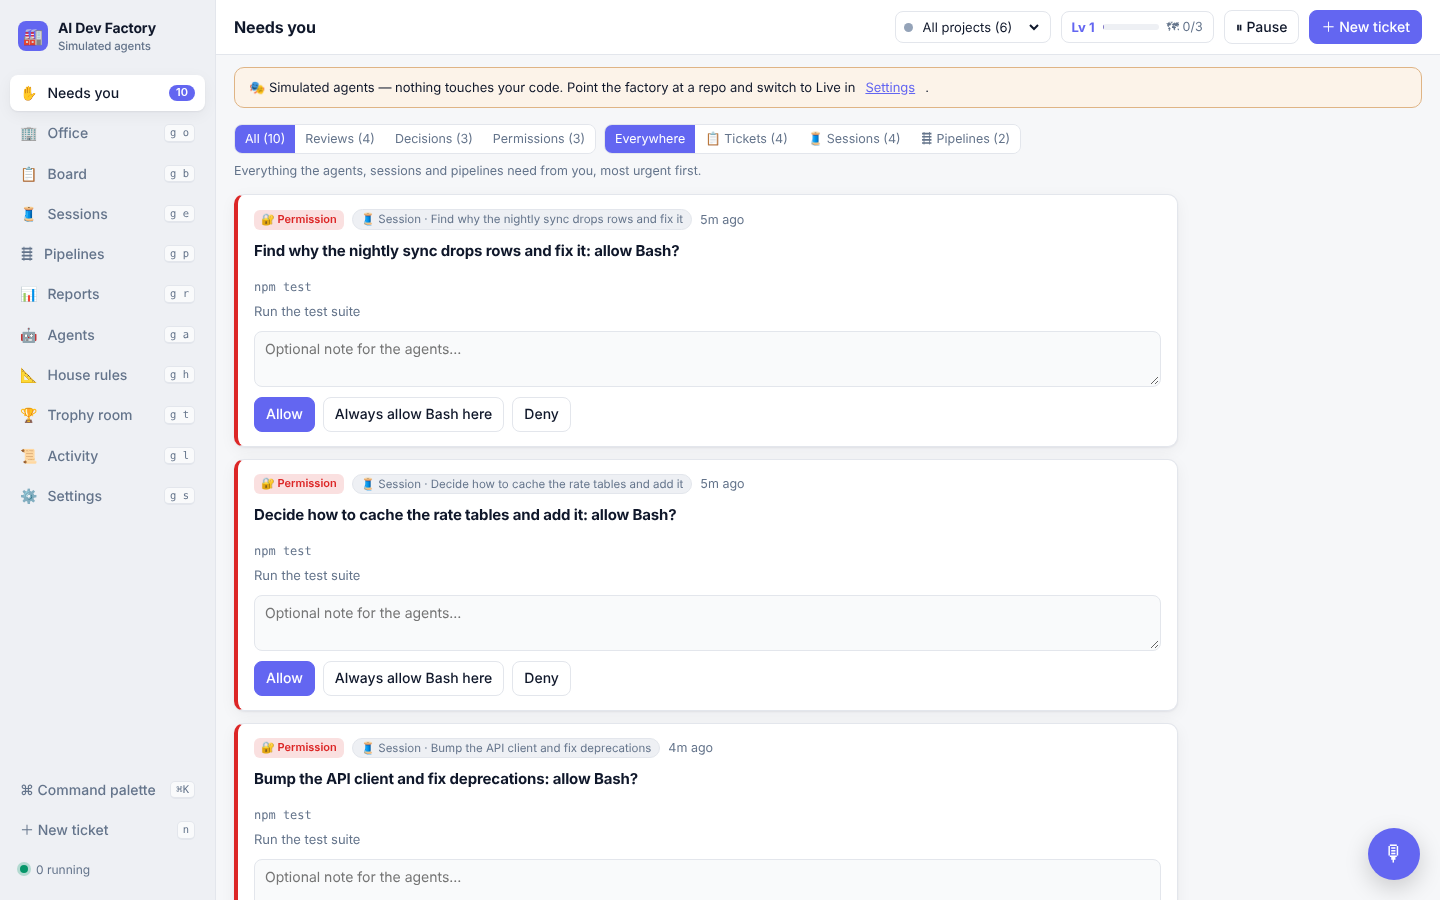 AI Dev Factory
Simulated agents
Needs you 10
Office g o
Board g b
Sessions g e
Pipelines g p
Reports g r
Agents g a
House rules g h
Trophy room g t
Activity g l
Settings g s
⌘ Command palette ⌘K
+ New ticket n
0 running
Needs you
All projects (6)
Lv 1 0/3
Pause
+ New ticket
Simulated agents — nothing touches your code. Point the factory at a repo and switch to Live in Settings .
All (10) Reviews (4) Decisions (3) Permissions (3) Everywhere Tickets (4) Sessions (4) Pipelines (2)
Everything the agents, sessions and pipelines need from you, most urgent first.
Permission Session · Find why the nightly sync drops rows and fix it 5m ago
Find why the nightly sync drops rows and fix it: allow Bash?
npm test
Run the test suite
Optional note for the agents...
Allow Always allow Bash here Deny
Permission Session · Decide how to cache the rate tables and add it 5m ago
Decide how to cache the rate tables and add it: allow Bash?
npm test
Run the test suite
Optional note for the agents...
Allow Always allow Bash here Deny
Permission Session · Bump the API client and fix deprecations 4m ago
Bump the API client and fix deprecations: allow Bash?
npm test
Run the test suite
Optional note for the agents...